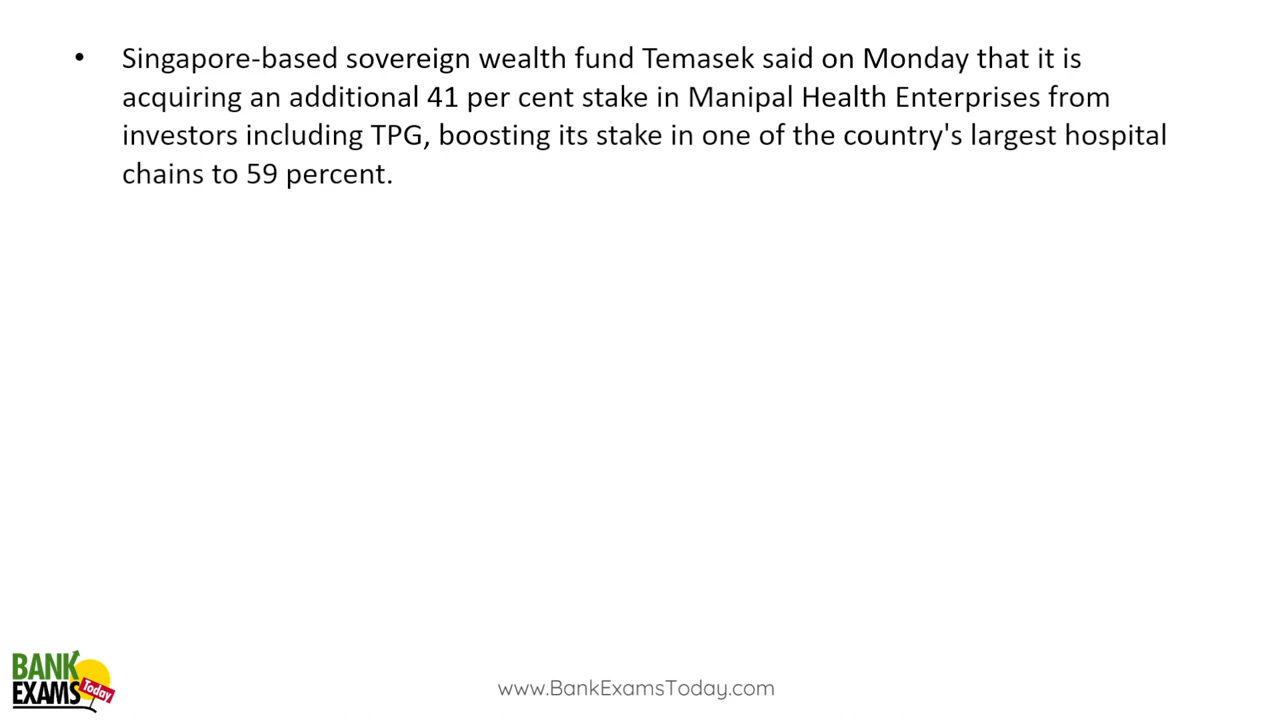 • Singapore-based sovereign wealth fund Temasek said on Monday that it is
acquiring an additional 41 per cent stake in Manipal Health Enterprises from
investors including TPG, boosting its stake in one of the country's largest hospital
chains to 59 percent.
BANK
EXAMS
Today
www.BankExamsToday.com